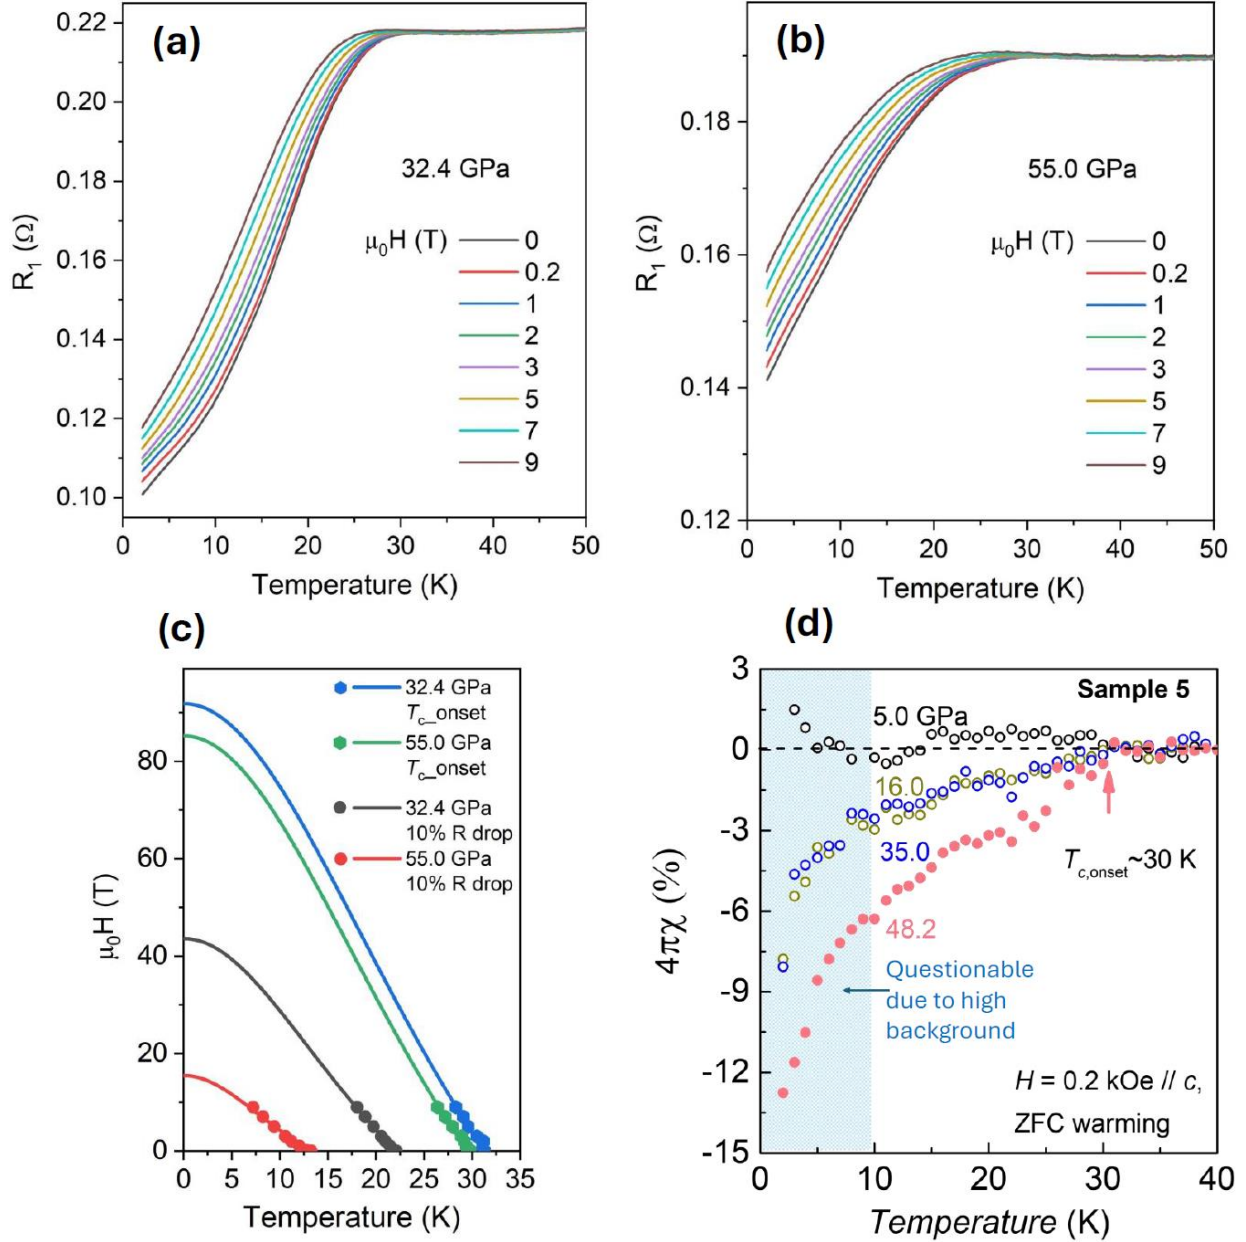 (a)
0.22
0.20
0.18
0.16
0.14
0.12
0.10
R₁ (Ω)
32.4 GPa
μ₀H (T)
0
0.2
1
2
3
5
7
9
0
10
20
30
40
50
Temperature (K)
(b)
0.18
0.16
0.14
0.12
R₁ (Ω)
55.0 GPa
μ₀H (T)
0
0.2
1
2
3
5
7
9
0
10
20
30
40
50
Temperature (K)
(c)
80
60
40
20
0
μ₀H (T)
32.4 GPa
Tc_onset
55.0 GPa
Tc_onset
32.4 GPa
10% R drop
55.0 GPa
10% R drop
0
5
10
15
20
25
30
35
Temperature (K)
(d)
3
0
-3
-6
-9
-12
-15
4πχ (%)
Sample 5
5.0 GPa
16.0
35.0
48.2
Tc,onset~30 K
Questionable
due to high
background
H = 0.2 kOe // c,
ZFC warming
0
10
20
30
40
Temperature (K)